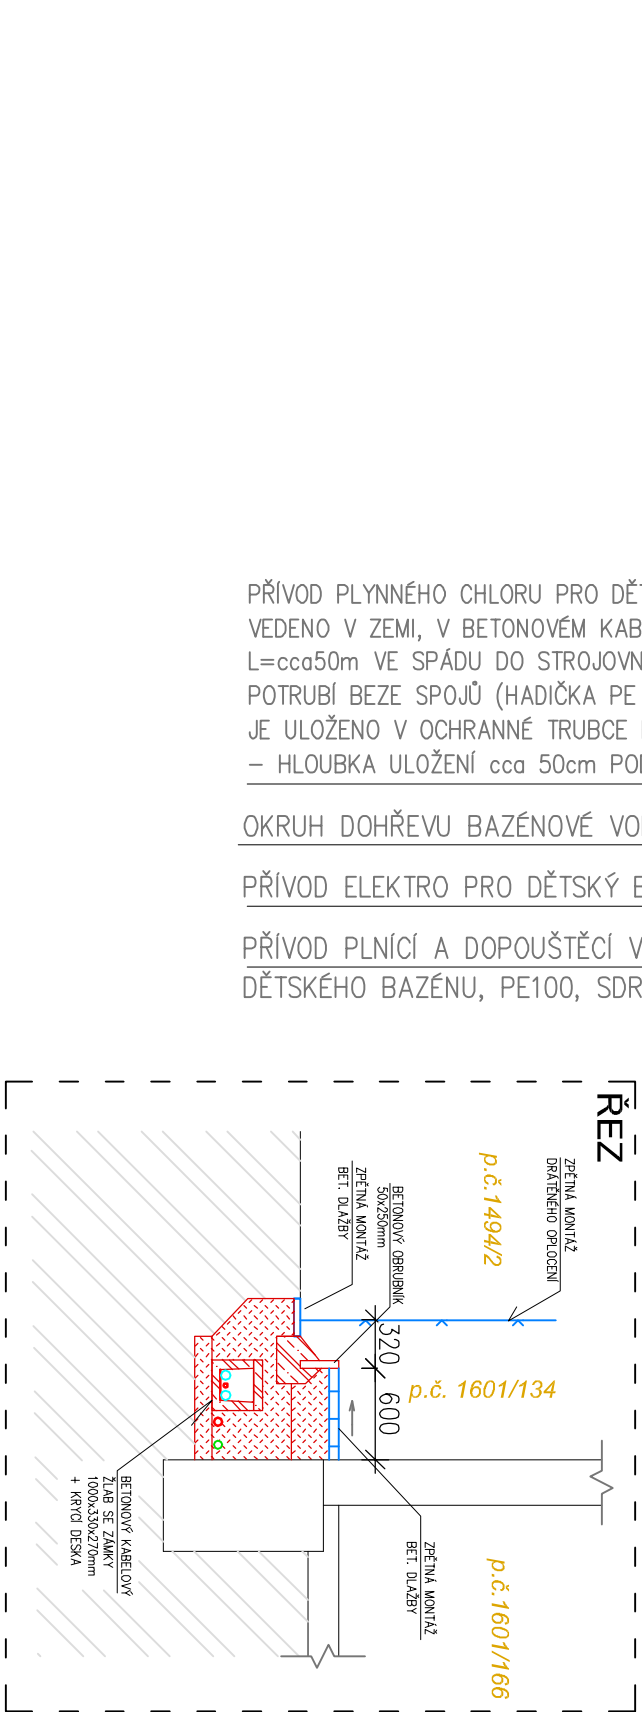 PŘÍVOD PLYNNÉHO CHLORU PRO DĚT
VEDENO V ZEMI, V BETONOVÉM KAB
L=cca50m VE SPÁDU DO STROJOVN
POTRUBÍ BEZE SPOJŮ (HADIČKA PE
JE ULOŽENO V OCHRANNÉ TRUBCE
– HLOUBKA ULOŽENÍ cca 50cm POD
OKRUH DOHŘEVU BAZÉNOVÉ VOD
PŘÍVOD ELEKTRO PRO DĚTSKÝ B
PŘÍVOD PLNÍCÍ A DOPOUŠTĚCÍ V
DĚTSKÉHO BAZÉNU, PE100, SDR
ŘEZ
ZPĚTNÁ MONTÁŽ
DRÁTĚNÉHO OPLOCENÍ
p.č.1494/2
BETONOVÝ OBRUBNÍK
50x250mm
ZPĚTNÁ MONTÁŽ
BET. DLAŽBY
320
600
p.č. 1601/134
ZPĚTNÁ MONTÁŽ
BET. DLAŽBY
p.č.1601/166
BETONOVÝ KABELOVÝ
ŽLAB SE ZÁMKY
1000x330x270mm
+ KRYCÍ DESKA